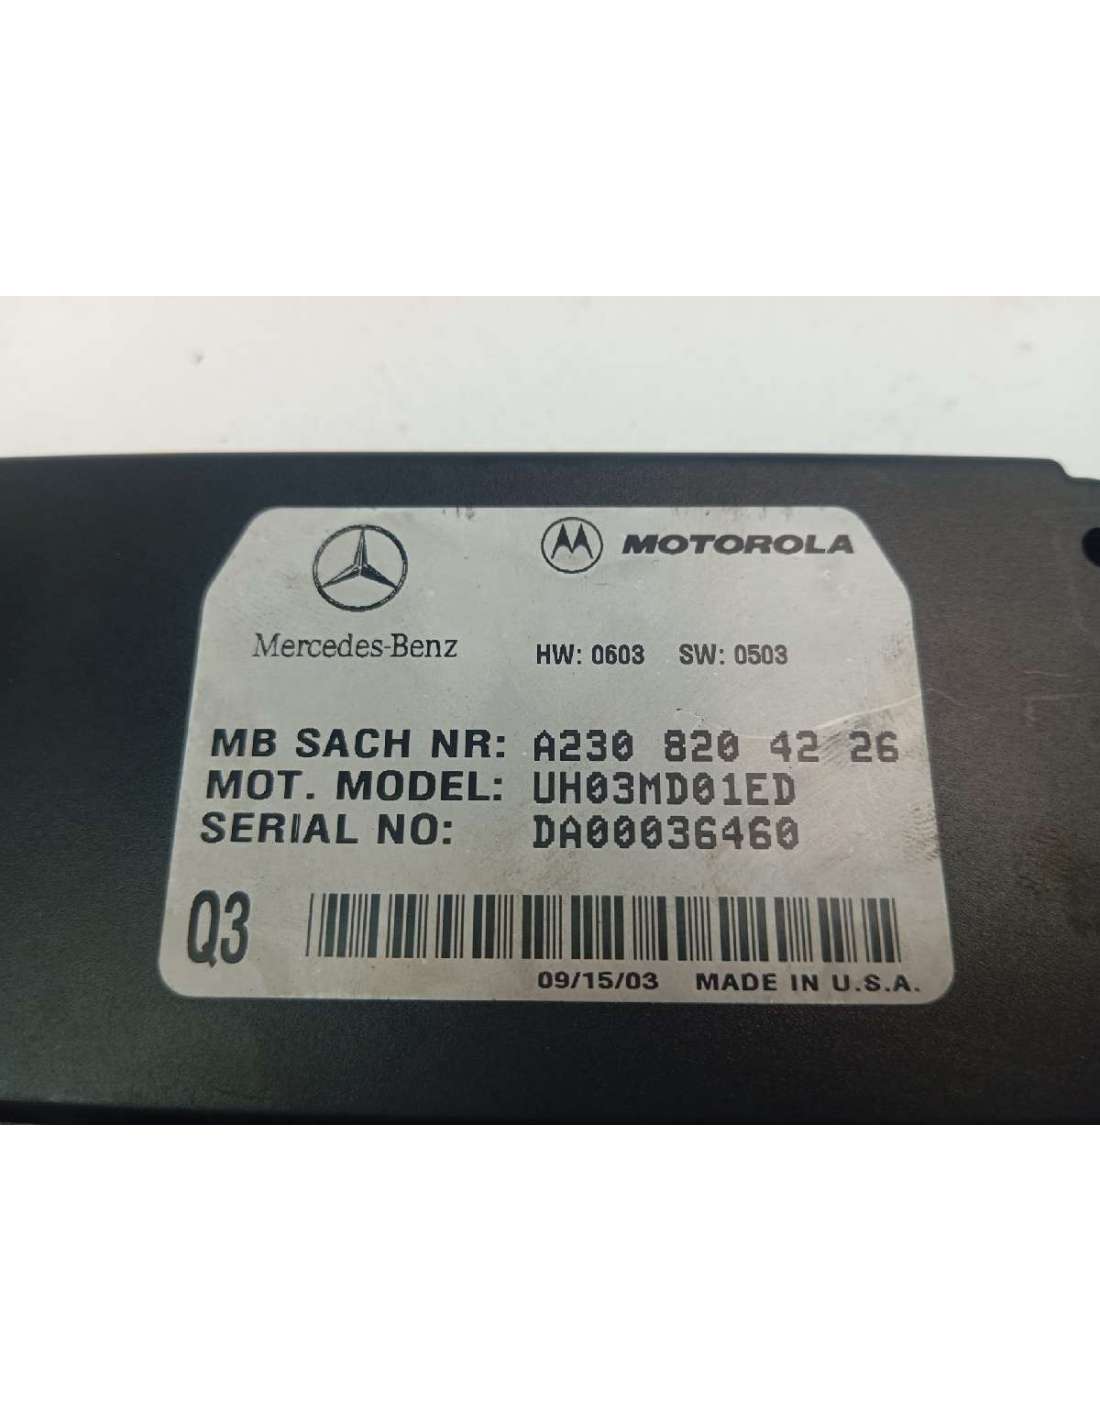 MOTOROLA
Mercedes-Benz
HW: 0603 SW: 0503
MB SACH NR: A230 820 42 26
MOT. MODEL: UH03MD01ED
SERIAL NO: DA00036460
Q3
09/15/03 MADE IN U.S.A.